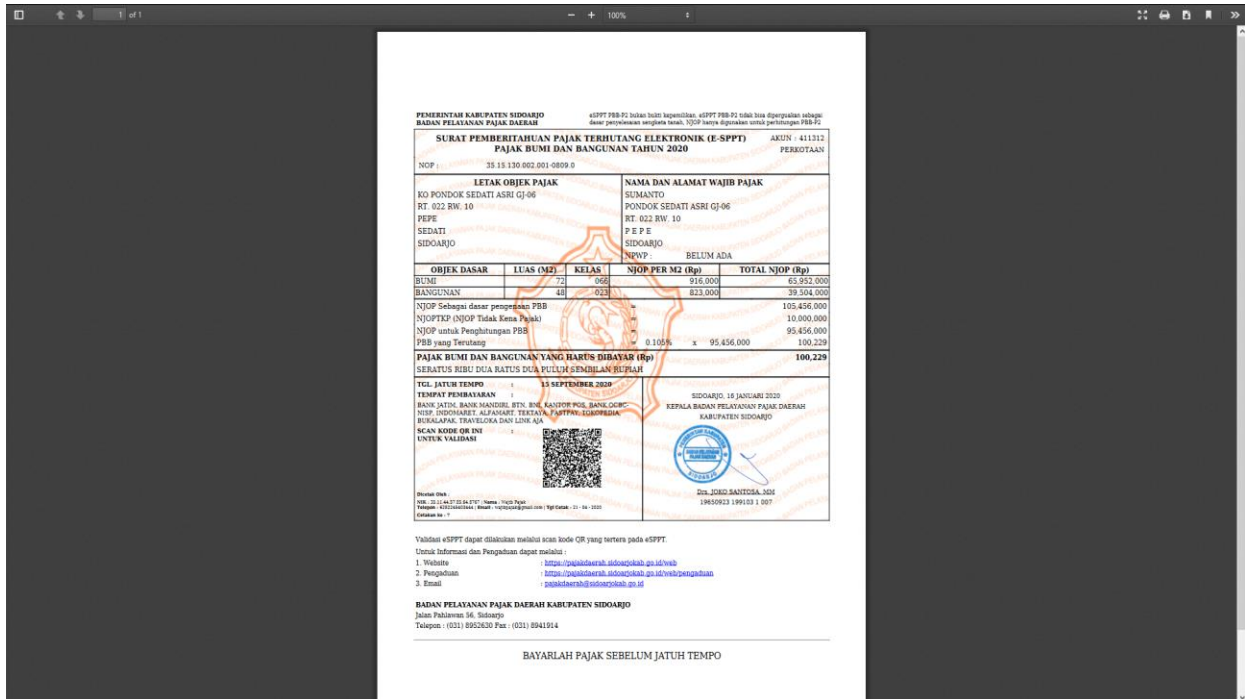 1 of 1
100%
PEMERINTAH KABUPATEN SIDOARJO
BADAN PELAYANAN PAJAK DAERAH
eSPPT PBB-P2 bukan bukti kepemilikan, eSPPT PBB-P2 tidak bisa dipergnakan sebagai
dasar penyelesaian sengketa tanah, NJOP hanya digunakan untuk perhitungan PBB-P2
SURAT PEMBERITAHUAN PAJAK TERHUTANG ELEKTRONIK (E-SPPT)
PAJAK BUMI DAN BANGUNAN TAHUN 2020
AKUN : 411312
PERKOTAAN
NOP : 35.15.130.002.001-0809.0
LETAK OBJEK PAJAK
KO PONDOK SEDATI ASRI GJ-06
RT. 022 RW. 10
PEPE
SEDATI
SIDOARJO
NAMA DAN ALAMAT WAJIB PAJAK
SUMANTO
PONDOK SEDATI ASRI GJ-06
RT. 022 RW. 10
P E P E
SIDOARJO
NPWP : BELUM ADA
OBJEK DASAR LUAS (M2) KELAS NJOP PER M2 (Rp) TOTAL NJOP (Rp)
BUMI 72 066 916,000 65,952,000
BANGUNAN 48 023 823,000 39,504,000
NJOP Sebagai dasar pengenaan PBB = 105,456,000
NJOPTKP (NJOP Tidak Kena Pajak) = 10,000,000
NJOP untuk Penghitungan PBB = 95,456,000
PBB yang Terutang = 0.105% x 95,456,000 100,229
PAJAK BUMI DAN BANGUNAN YANG HARUS DIBAYAR (Rp) 100,229
SERATUS RIBU DUA RATUS DUA PULUH SEMBILAN RUPIAH
TGL. JATUH TEMPO : 15 SEPTEMBER 2020
TEMPAT PEMBAYARAN :
BANK JATIM, BANK MANDIRI, BTN, BNI, KANTOR POS, BANK OCBC-
NISP, INDOMARET, ALFAMART, TEKTAYA, FASTPAY, TOKOPEDIA,
BUKALAPAK, TRAVELOKA DAN LINK AJA
SCAN KODE QR INI :
UNTUK VALIDASI
Dicetak Oleh :
Nama : Wajib Pajak
Tgl Cetak : 21 - 04 - 2020
Cetakan ke : 7
SIDOARJO, 16 JANUARI 2020
KEPALA BADAN PELAYANAN PAJAK DAERAH
KABUPATEN SIDOARJO
SIDOARJO
Drs. JOKO SANTOSA, MM
19650923 199103 1 007
Validasi eSPPT dapat dilakukan melalui scan kode QR yang tertera pada eSPPT.
Untuk Informasi dan Pengaduan dapat melalui :
1. Website : https://pajakdaerah.sidoarjokab.go.id/web
2. Pengaduan : https://pajakdaerah.sidoarjokab.go.id/web/pengaduan
3. Email : pajakdaerah@sidoarjokab.go.id
BADAN PELAYANAN PAJAK DAERAH KABUPATEN SIDOARJO
Jalan Pahlawan 56, Sidoarjo
Telepon : (031) 8952630 Fax : (031) 8941914
BAYARLAH PAJAK SEBELUM JATUH TEMPO